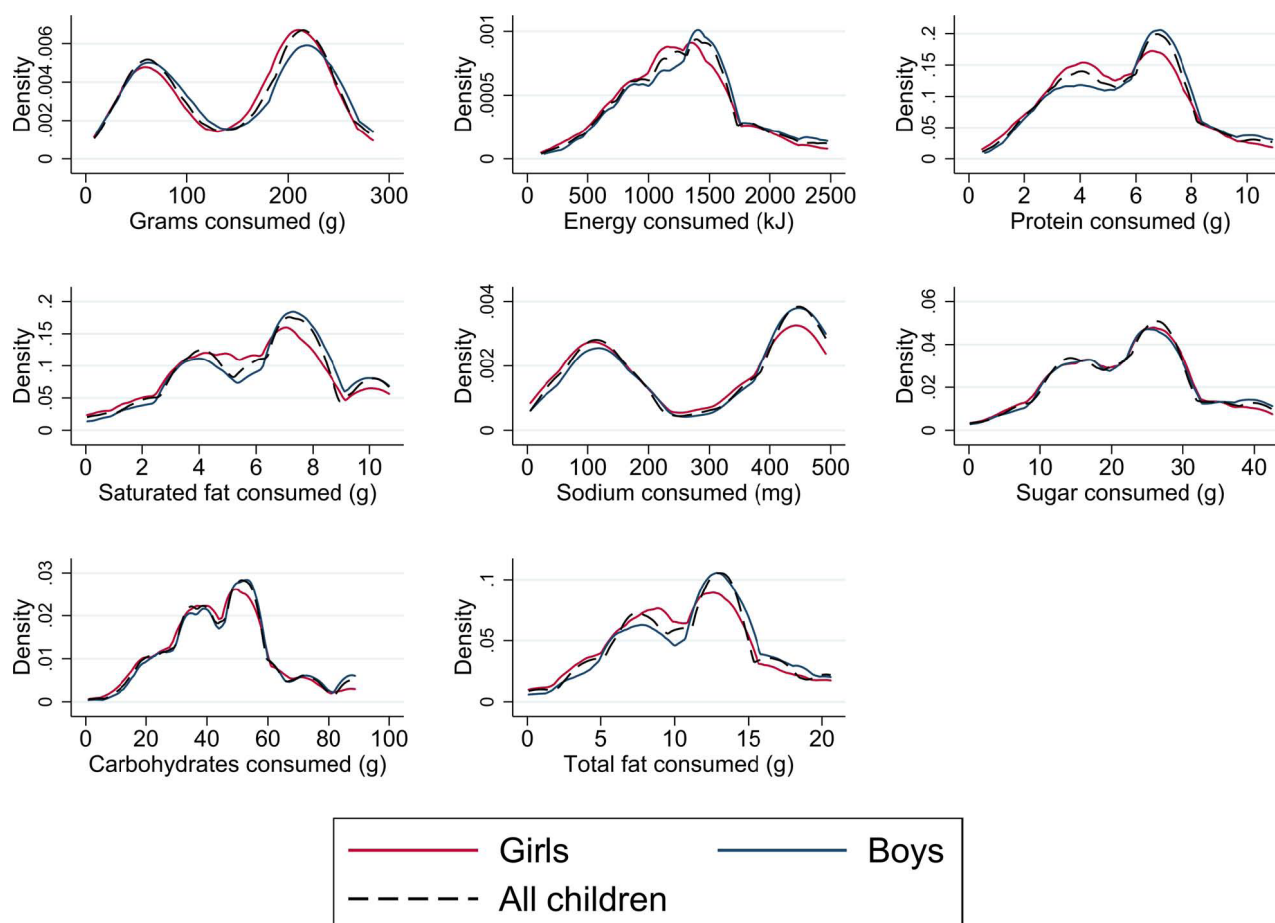 Density
0 .002 .004 .006
0 100 200 300
Grams consumed (g)
Density
0 .0005 .001
0 500 1000 1500 2000 2500
Energy consumed (kJ)
Density
0 .05 .1 .15 .2
0 2 4 6 8 10
Protein consumed (g)
Density
0 .05 .1 .15 .2
0 2 4 6 8 10
Saturated fat consumed (g)
Density
0 .002 .004
0 100 200 300 400 500
Sodium consumed (mg)
Density
0 .02 .04 .06
0 10 20 30 40
Sugar consumed (g)
Density
0 .01 .02 .03
0 20 40 60 80 100
Carbohydrates consumed (g)
Density
0 .05 .1
0 5 10 15 20
Total fat consumed (g)
Girls
Boys
All children